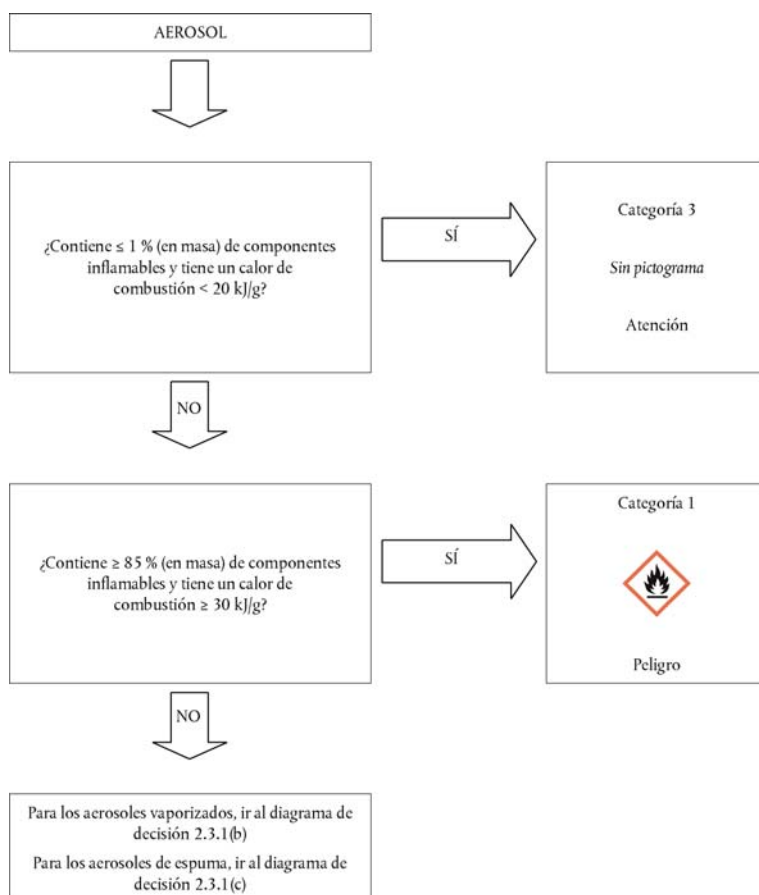 AEROSOL
¿Contiene ≤ 1 % (en masa) de componentes
inflamables y tiene un calor de
combustión < 20 kJ/g?
SÍ
Categoría 3
Sin pictograma
Atención
NO
¿Contiene ≥ 85 % (en masa) de componentes
inflamables y tiene un calor de
combustión ≥ 30 kJ/g?
SÍ
Categoría 1
Peligro
NO
Para los aerosoles vaporizados, ir al diagrama de
decisión 2.3.1(b)
Para los aerosoles de espuma, ir al diagrama de
decisión 2.3.1(c)